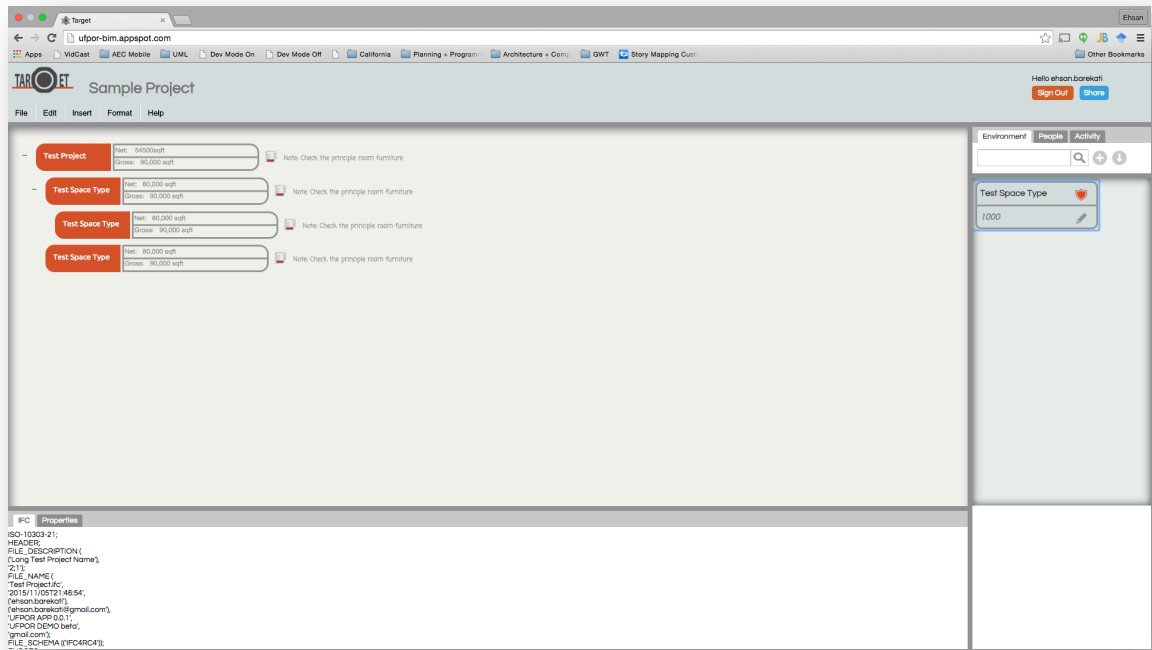 Target
Ehsan
ufpor-bim.appspot.com
Apps VidCast AEC Mobile UML Dev Mode On Dev Mode Off California Planning + Program Architecture + Comp GWT Story Mapping Cust Other Bookmarks
TARGET Sample Project
Hello ehsan.barekati
Sign Out Share
File Edit Insert Format Help
Environment People Activity
Test Project Net: 54500sqft
Gross: 90,000 sqft
Note: Check the principle room furniture
Test Space Type Net: 80,000 sqft
Gross: 90,000 sqft
Note: Check the principle room furniture
Test Space Type Net: 80,000 sqft
Gross: 90,000 sqft
Note: Check the principle room furniture
Test Space Type Net: 80,000 sqft
Gross: 90,000 sqft
Note: Check the principle room furniture
Test Space Type
1000
IFC Properties
ISO-10303-21;
HEADER;
FILE_DESCRIPTION (
('Long Test Project Name'),
'2;1');
FILE_NAME (
'Test Project.ifc',
'2015/11/05T21:46:54',
('ehsan.barekati'),
('ehsan.barekati@gmail.com'),
'UFPOR APP 0.0.1',
'UFPOR DEMO beta',
'gmail.com');
FILE_SCHEMA (('IFC4RC4'));